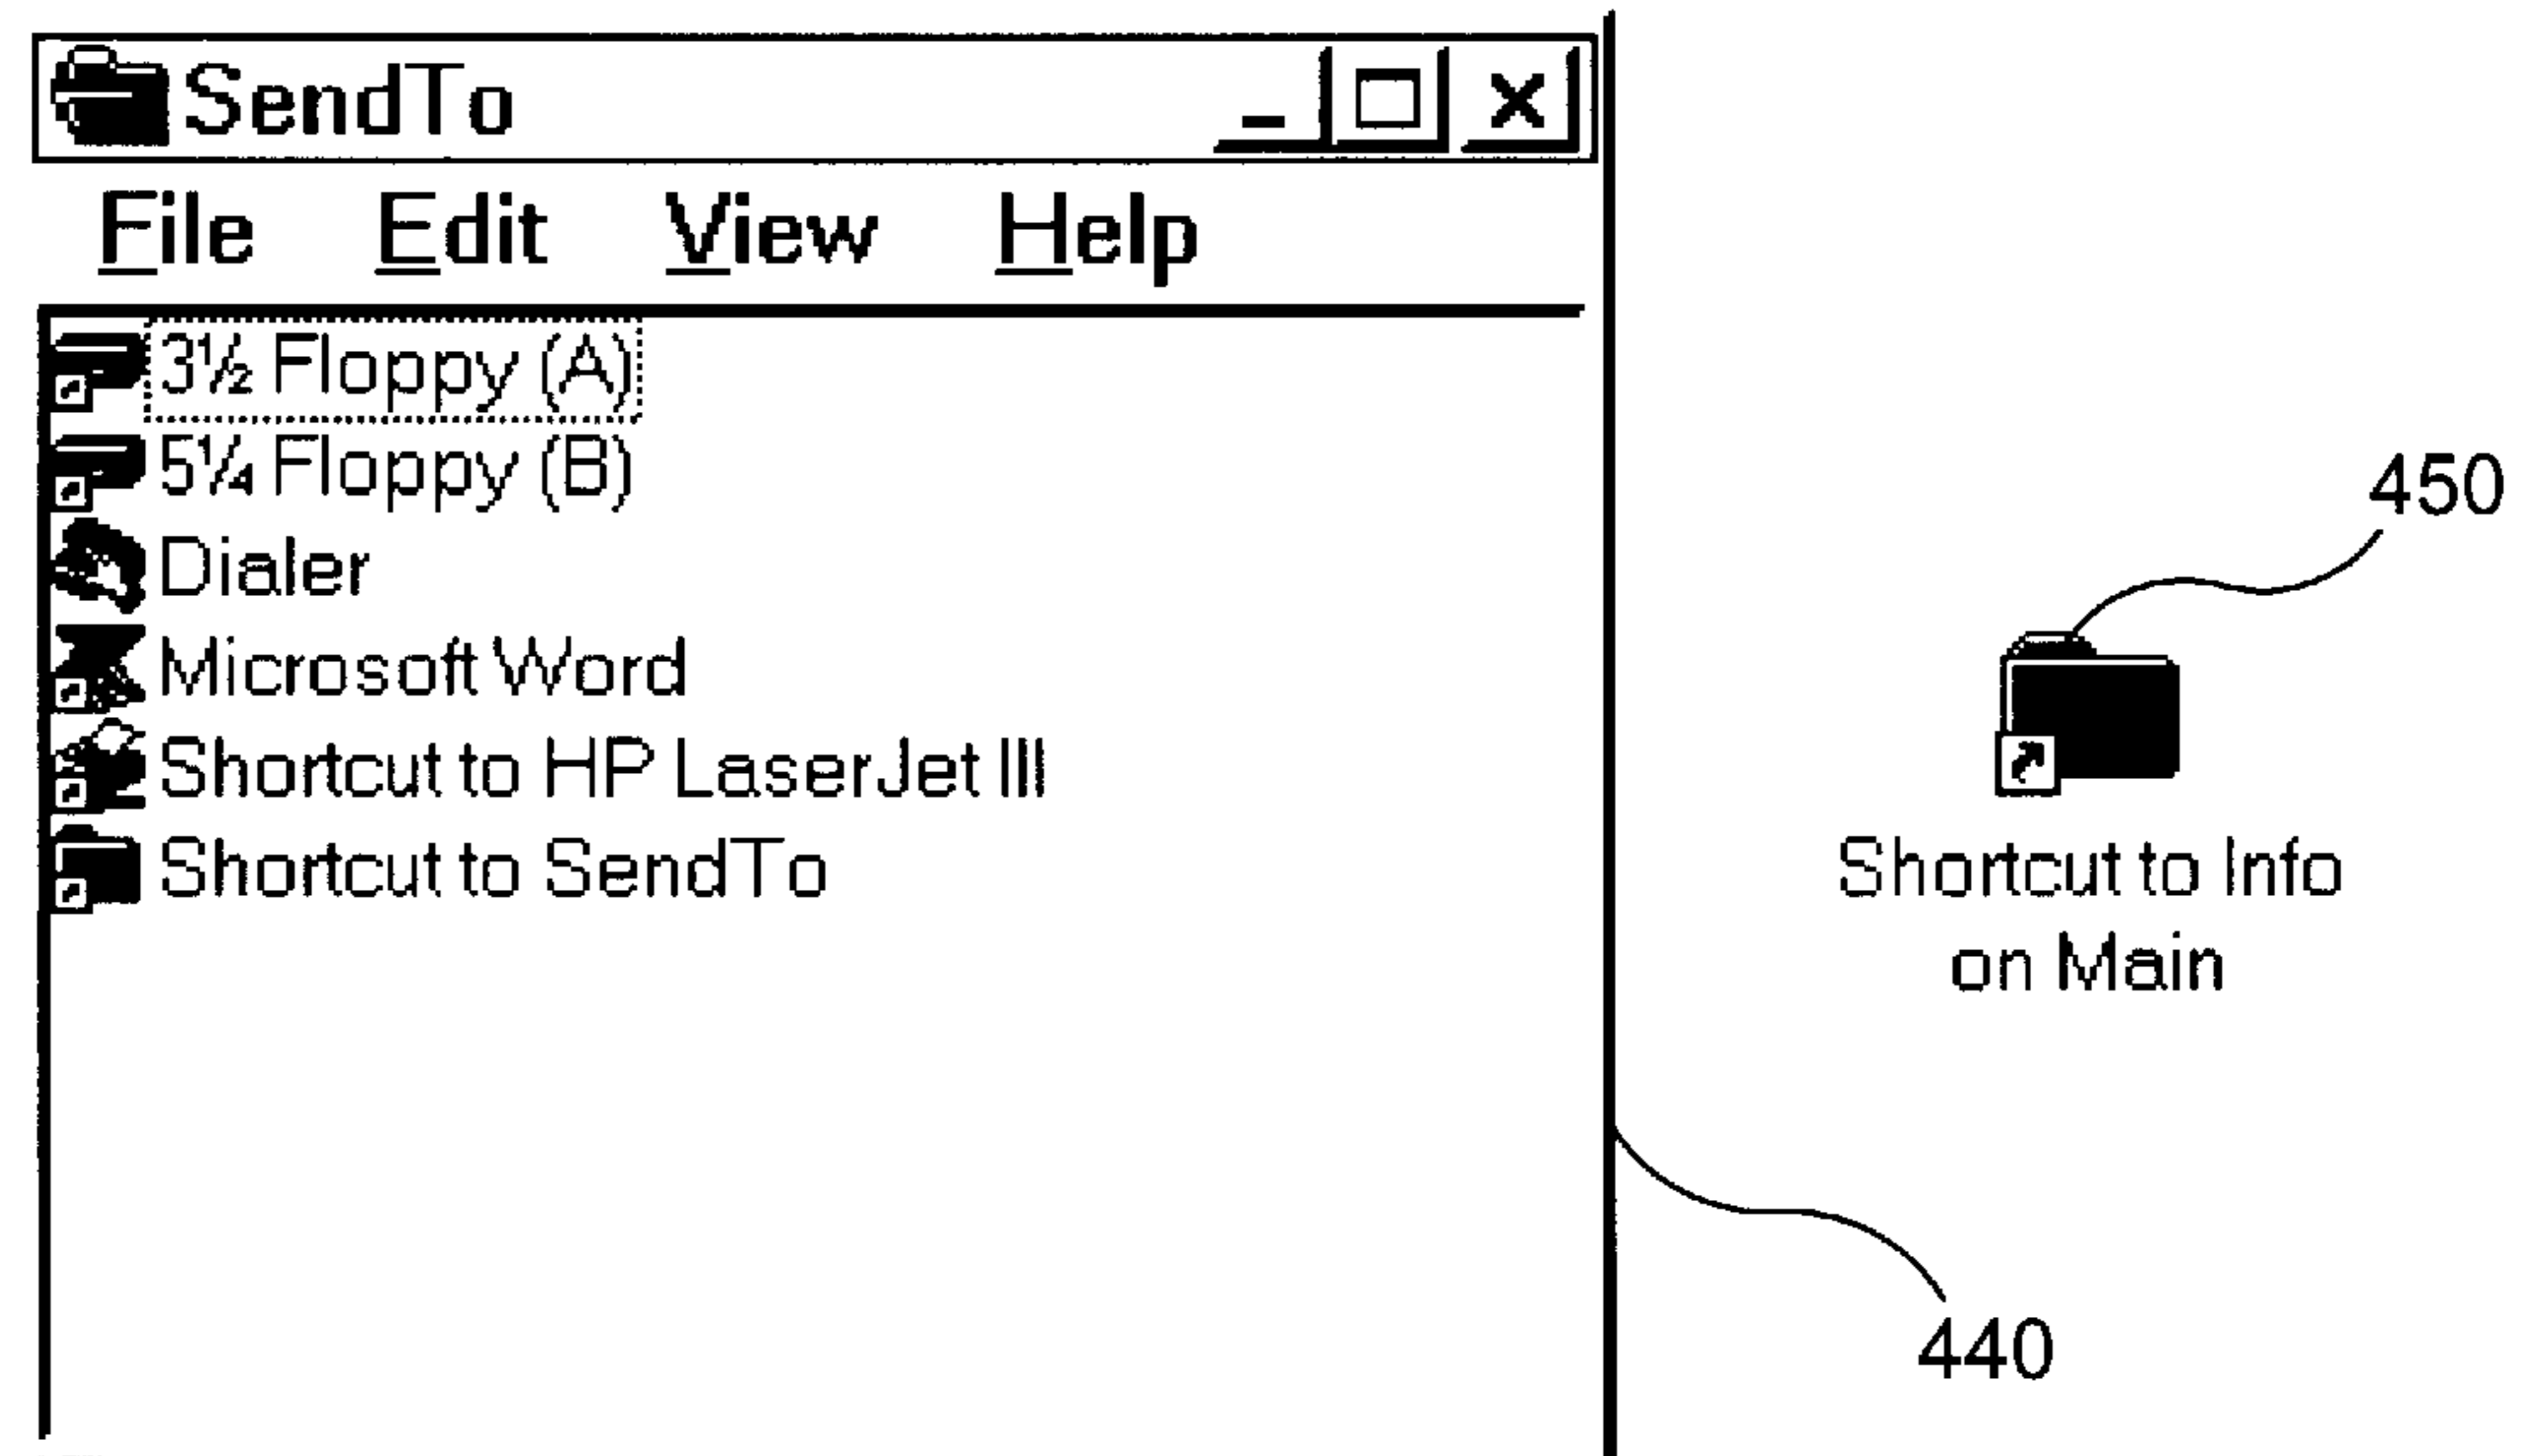 SendTo
File Edit View Help
3½ Floppy (A)
5¼ Floppy (B)
Dialer
Microsoft Word
Shortcut to HP LaserJet III
Shortcut to SendTo
450
Shortcut to Info
on Main
440